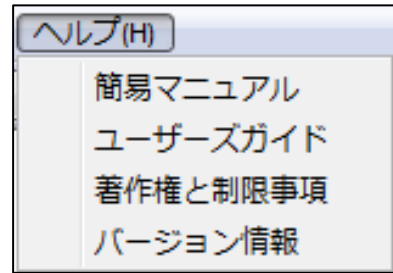 ヘルプ(H)
簡易マニュアル
ユーザーズガイド
著作権と制限事項
バージョン情報